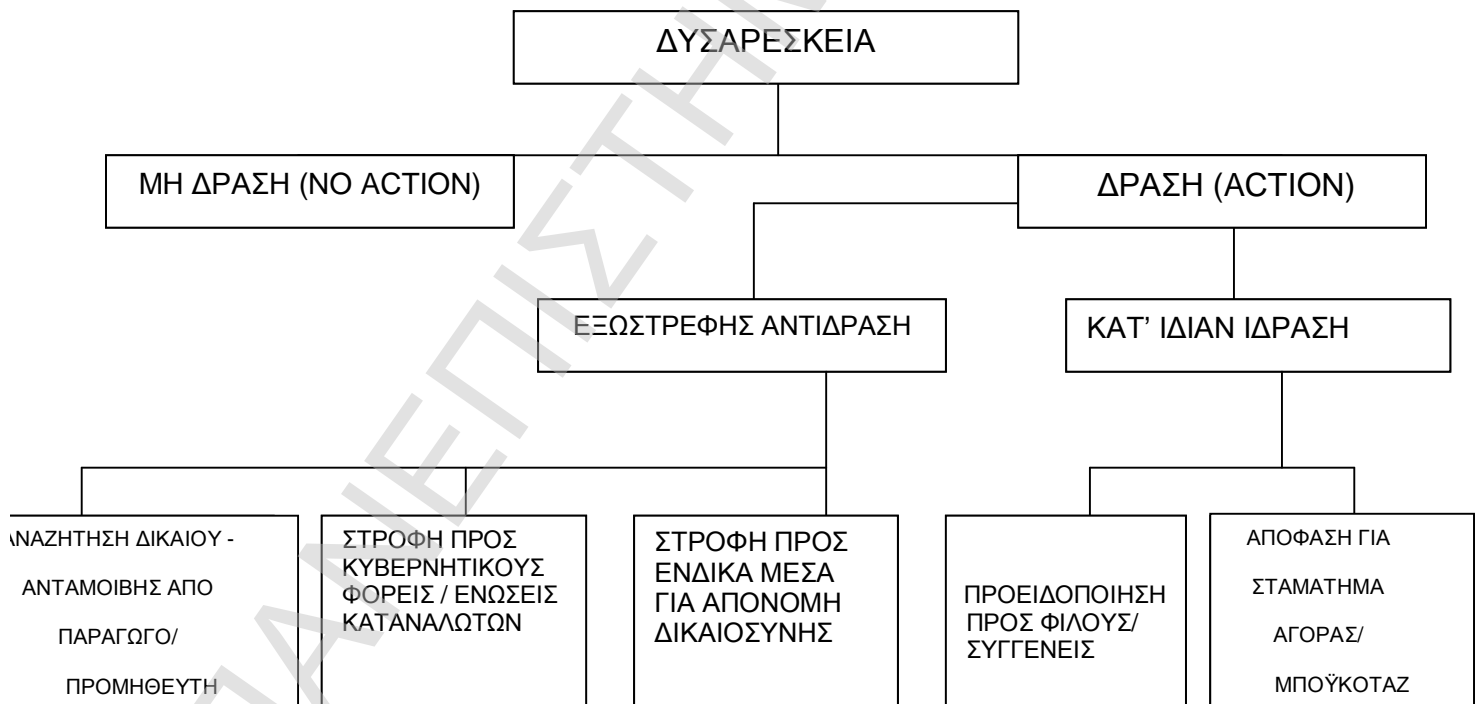 ΔΥΣΑΡΕΣΚΕΙΑ
ΜΗ ΔΡΑΣΗ (NO ACTION)
ΔΡΑΣΗ (ACTION)
ΕΞΩΣΤΡΕΦΗΣ ΑΝΤΙΔΡΑΣΗ
ΚΑΤ’ ΙΔΙΑΝ ΙΔΡΑΣΗ
ΑΝΑΖΗΤΗΣΗ ΔΙΚΑΙΟΥ -
ΑΝΤΑΜΟΙΒΗΣ ΑΠΟ
ΠΑΡΑΓΩΓΟ/
ΠΡΟΜΗΘΕΥΤΗ
ΣΤΡΟΦΗ ΠΡΟΣ
ΚΥΒΕΡΝΗΤΙΚΟΥΣ
ΦΟΡΕΙΣ / ΕΝΩΣΕΙΣ
ΚΑΤΑΝΑΛΩΤΩΝ
ΣΤΡΟΦΗ ΠΡΟΣ
ΕΝΔΙΚΑ ΜΕΣΑ
ΓΙΑ ΑΠΟΝΟΜΗ
ΔΙΚΑΙΟΣΥΝΗΣ
ΠΡΟΕΙΔΟΠΟΙΗΣΗ
ΠΡΟΣ ΦΙΛΟΥΣ/
ΣΥΓΓΕΝΕΙΣ
ΑΠΟΦΑΣΗ ΓΙΑ
ΣΤΑΜΑΤΗΜΑ
ΑΓΟΡΑΣ/
ΜΠΟΫΚΟΤΑΖ